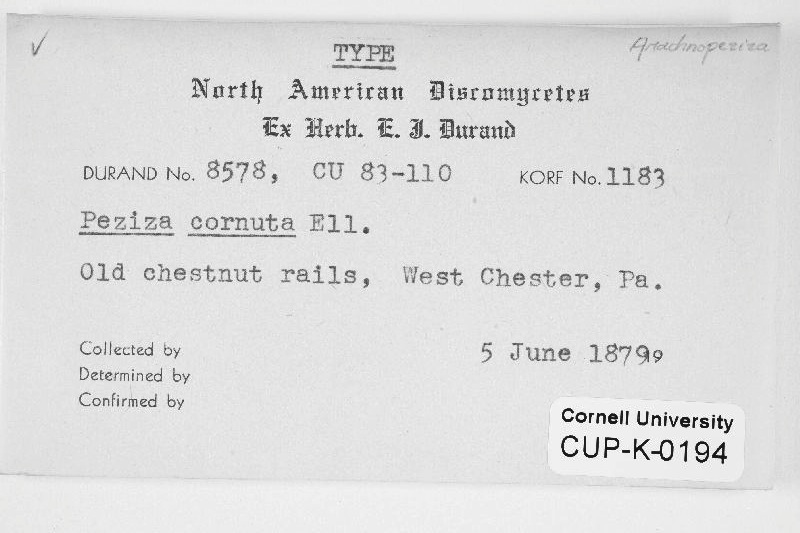 ✓ Arachnopeziza
TYPE
North American Discomycetes
Ex Herb. E. J. Durand
DURAND No. 8578, CU 83-110 KORF No. 1183
Peziza cornuta Ell.
Old chestnut rails, West Chester, Pa.
Collected by 5 June 18799
Determined by
Confirmed by
Cornell University
CUP-K-0194